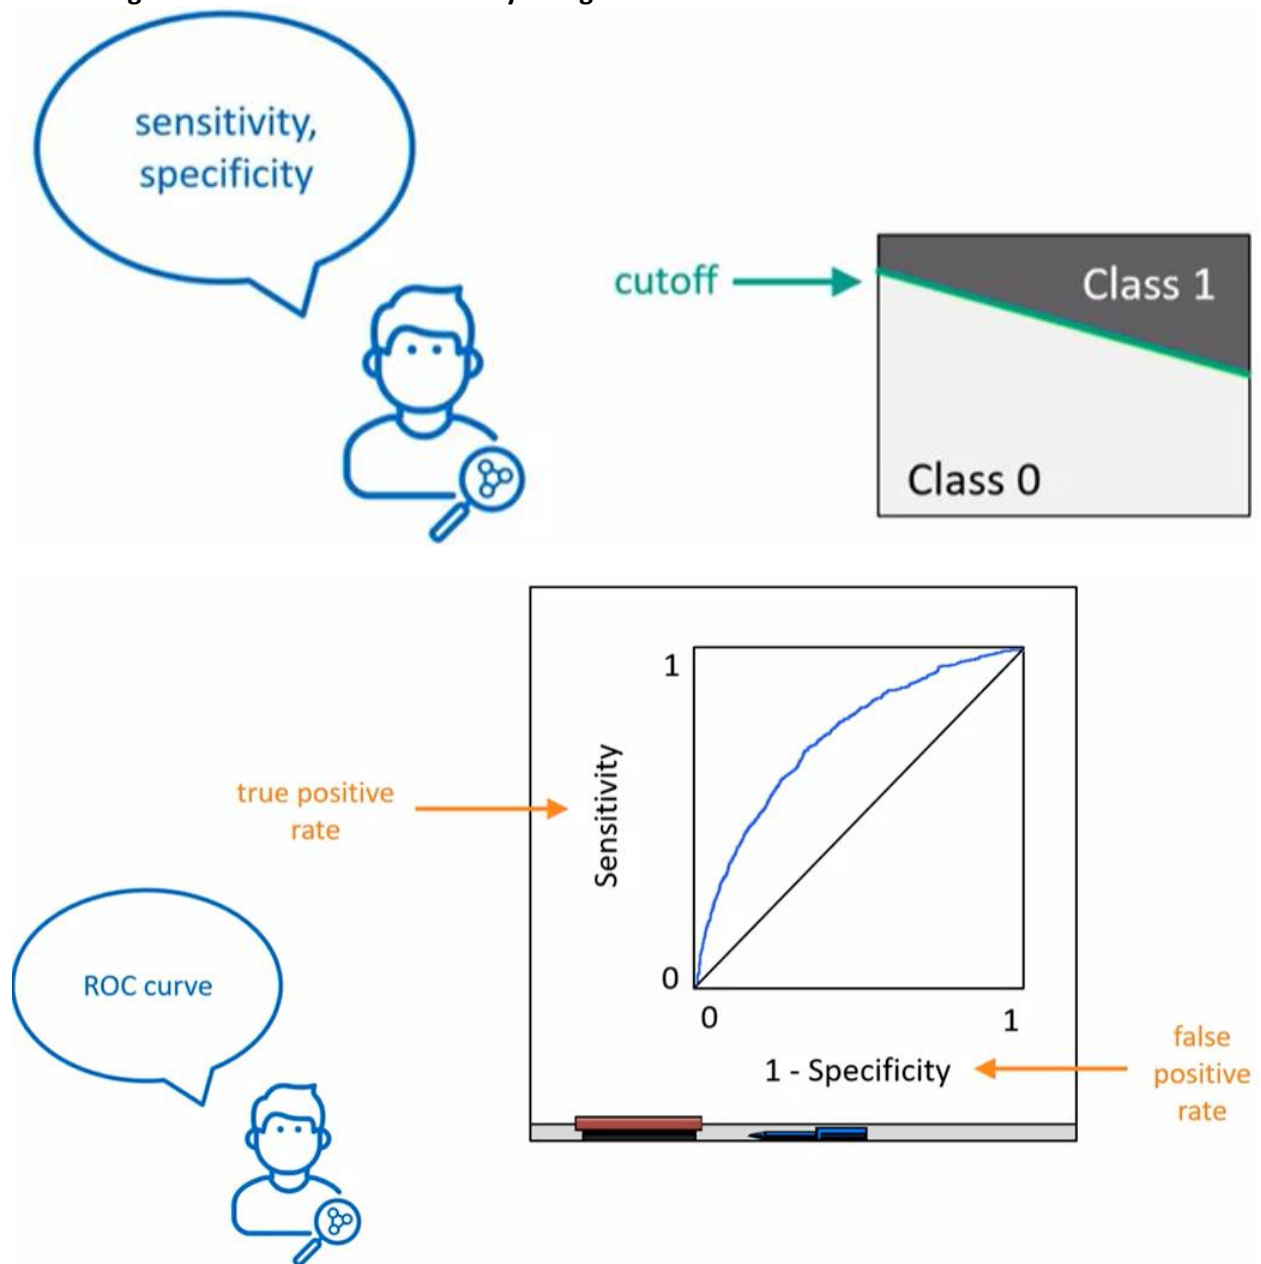 sensitivity,
specificity
cutoff
Class 1
Class 0
1
Sensitivity
true positive
rate
0
0
1
ROC curve
1 - Specificity
false
positive
rate